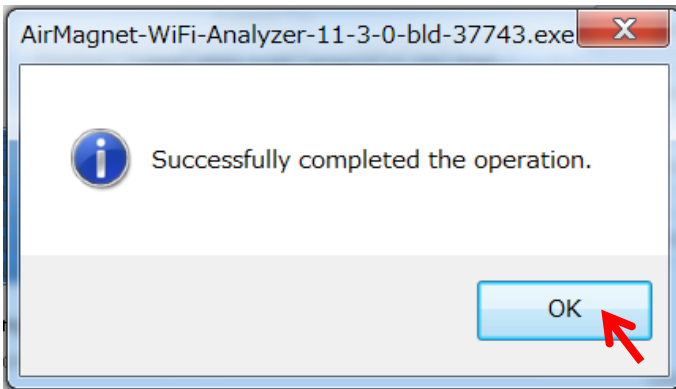 AirMagnet-WiFi-Analyzer-11-3-0-bld-37743.exe
Successfully completed the operation.
OK